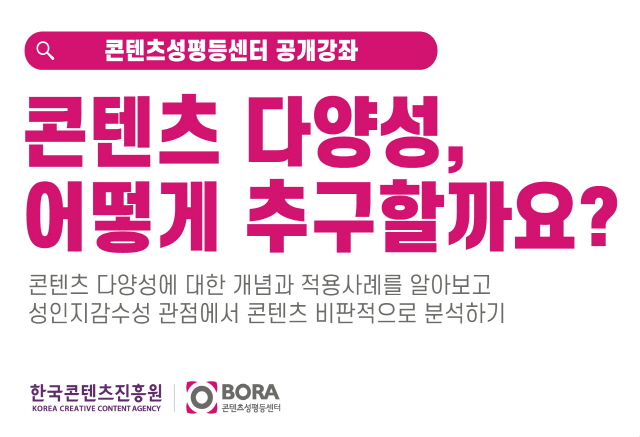 콘텐츠성평등센터 공개강좌
콘텐츠 다양성,
어떻게 추구할까요?
콘텐츠 다양성에 대한 개념과 적용사례를 알아보고
성인지감수성 관점에서 콘텐츠 비판적으로 분석하기
한국콘텐츠진흥원
KOREA CREATIVE CONTENT AGENCY
BORA
콘텐츠성평등센터